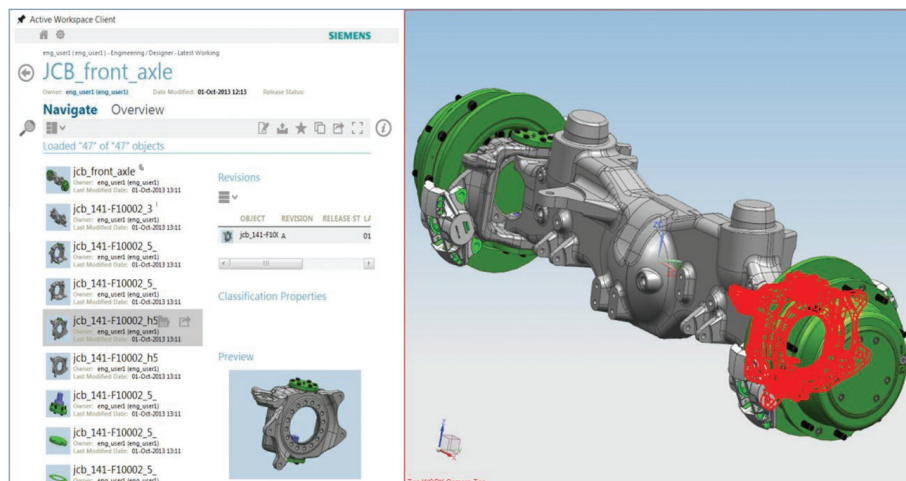 Active Workspace Client
SIEMENS
eng_user1 (eng_user1) - Engineering / Designer - Latest Working
JCB_front_axle
Owner: eng_user1 (eng_user1) Date Modified: 01-Oct-2013 12:13 Release Status:
Navigate Overview
Loaded "47" of "47" objects
jcb_front_axle
Owner: eng_user1 (eng_user1)
Last Modified Date: 01-Oct-2013 13:11
jcb_141-F10002_3
Owner: eng_user1 (eng_user1)
Last Modified Date: 01-Oct-2013 13:11
jcb_141-F10002_5_
Owner: eng_user1 (eng_user1)
Last Modified Date: 01-Oct-2013 13:11
jcb_141-F10002_5_
Owner: eng_user1 (eng_user1)
Last Modified Date: 01-Oct-2013 13:11
jcb_141-F10002_h5
Owner: eng_user1 (eng_user1)
Last Modified Date: 01-Oct-2013 13:11
jcb_141-F10002_h5
Owner: eng_user1 (eng_user1)
Last Modified Date: 01-Oct-2013 13:11
jcb_141-F10002_5_
Owner: eng_user1 (eng_user1)
Last Modified Date: 01-Oct-2013 13:11
jcb_141-F10002_5_
Owner: eng_user1 (eng_user1)
Last Modified Date: 01-Oct-2013 13:11
jcb_141-F10002_5_
Owner: eng_user1 (eng_user1)
Revisions
OBJECT REVISION RELEASE ST LA
jcb_141-F10( A 01
Classification Properties
Preview